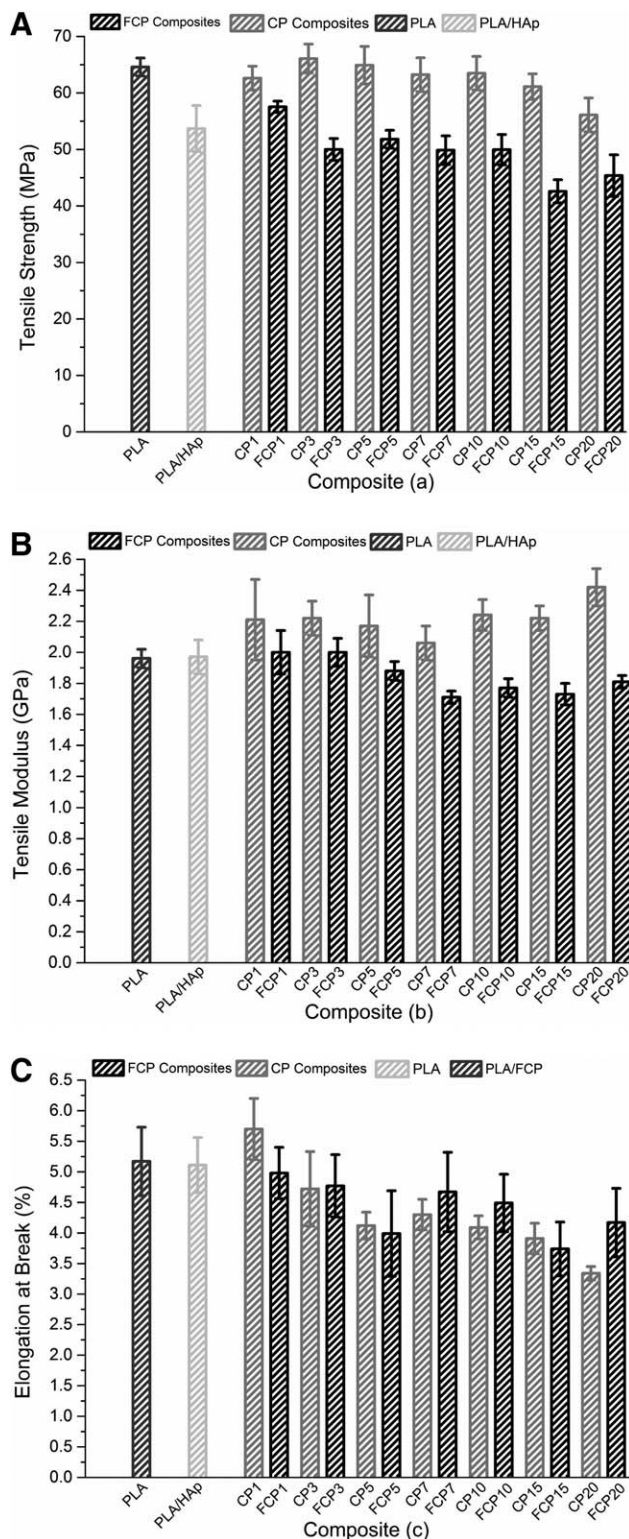 A
FCP Composites CP Composites PLA PLA/HAp
Tensile Strength (MPa)
70
60
50
40
30
20
10
0
PLA PLA/HAp CP1 FCP1 CP3 FCP3 CP5 FCP5 CP7 FCP7 CP10 FCP10 CP15 FCP15 CP20 FCP20
Composite (a)
B
FCP Composites CP Composites PLA PLA/HAp
Tensile Modulus (GPa)
2.6
2.4
2.2
2.0
1.8
1.6
1.4
1.2
1.0
0.8
0.6
0.4
0.2
0.0
PLA PLA/HAp CP1 FCP1 CP3 FCP3 CP5 FCP5 CP7 FCP7 CP10 FCP10 CP15 FCP15 CP20 FCP20
Composite (b)
C
FCP Composites CP Composites PLA PLA/FCP
Elongation at Break (%)
6.5
6.0
5.5
5.0
4.5
4.0
3.5
3.0
2.5
2.0
1.5
1.0
0.5
0.0
PLA PLA/HAp CP1 FCP1 CP3 FCP3 CP5 FCP5 CP7 FCP7 CP10 FCP10 CP15 FCP15 CP20 FCP20
Composite (c)